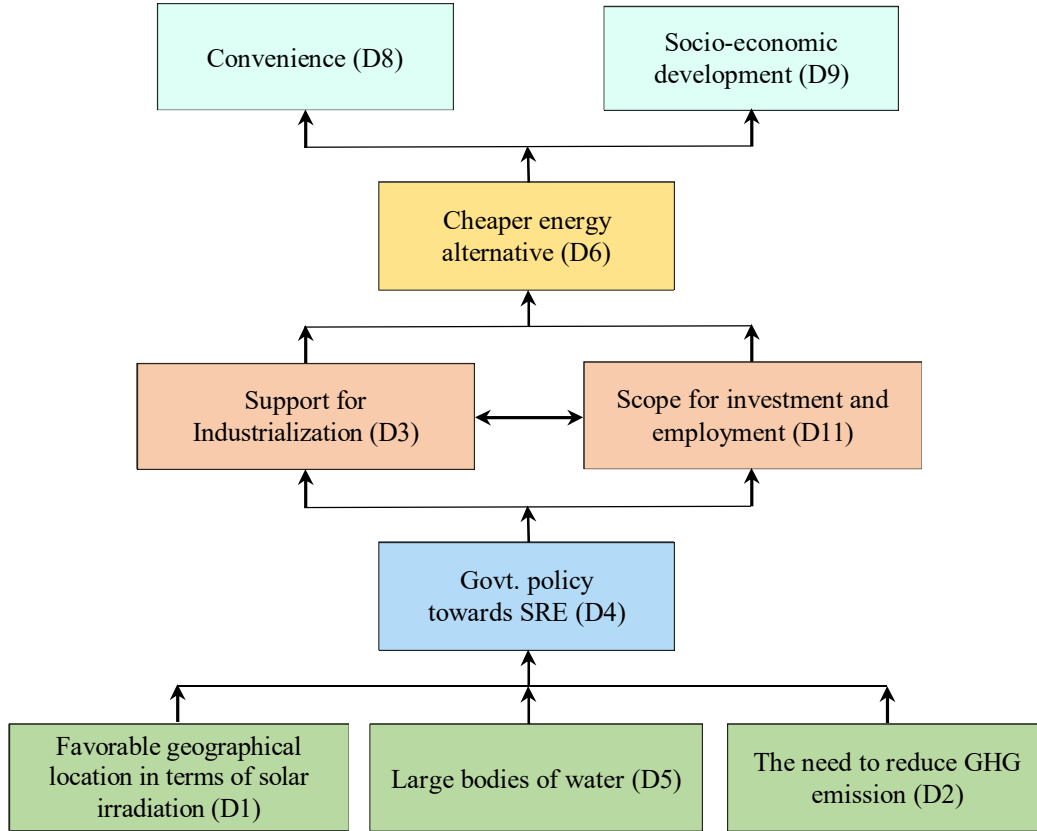 Convenience (D8)
Socio-economic
development (D9)
Cheaper energy
alternative (D6)
Support for
Industrialization (D3)
Scope for investment and
employment (D11)
Govt. policy
towards SRE (D4)
Favorable geographical
location in terms of solar
irradiation (D1)
Large bodies of water (D5)
The need to reduce GHG
emission (D2)